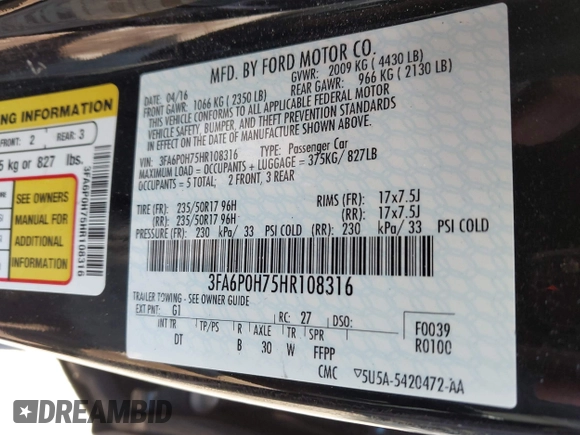 MFD. BY FORD MOTOR CO.
DATE: 04/16 GVWR: 2009 KG ( 4430 LB)
FRONT GAWR: 1066 KG ( 2350 LB) REAR GAWR: 966 KG ( 2130 LB)
THIS VEHICLE CONFORMS TO ALL APPLICABLE FEDERAL MOTOR
VEHICLE SAFETY, BUMPER, AND THEFT PREVENTION STANDARDS
IN EFFECT ON THE DATE OF MANUFACTURE SHOWN ABOVE.
VIN: 3FA6P0H75HR108316 TYPE: Passenger Car
MAXIMUM LOAD = OCCUPANTS + LUGGAGE = 375KG/ 827LB
OCCUPANTS = 5 TOTAL; 2 FRONT, 3 REAR
TIRE (FR): 235/50R17 96H RIMS (FR): 17x7.5J
(RR): 235/50R17 96H (RR): 17x7.5J
PRESSURE (FR): 230 kPa/ 33 PSI COLD (RR): 230 kPa/ 33 PSI COLD
3FA6P0H75HR108316
TRAILER TOWING - SEE OWNER GUIDE
EXT PNT: G1 RC: 27 DSO: F0039
INT TR TP/PS R AXLE TR SPR R0100
DT B 30 W FFPP
CMC 5U5A-5420472-AA
ING INFORMATION
FRONT: 2 REAR: 3
5 kg or 827 lbs.
SEE OWNERS
MANUAL FOR
ADDITIONAL
INFORMATION
3FA6P0H75HR108316
DREAMBID